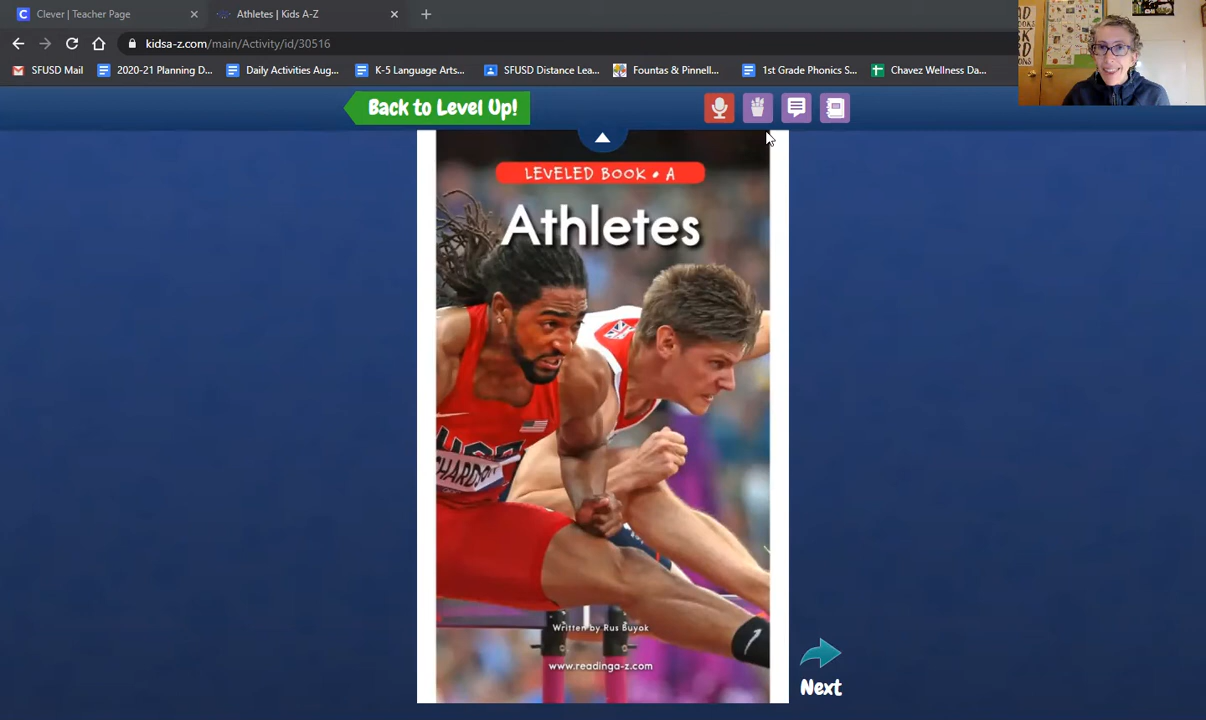 Clever | Teacher Page
Athletes | Kids A-Z
kidsa-z.com/main/Activity/id/30516
SFUSD Mail
2020-21 Planning D...
Daily Activities Aug...
K-5 Language Arts...
SFUSD Distance Lea...
Fountas & Pinnell...
1st Grade Phonics S...
Chavez Wellness Da...
Back to Level Up!
LEVELED BOOK • A
Athletes
USA
Written by Rus Buyok
www.readinga-z.com
Next